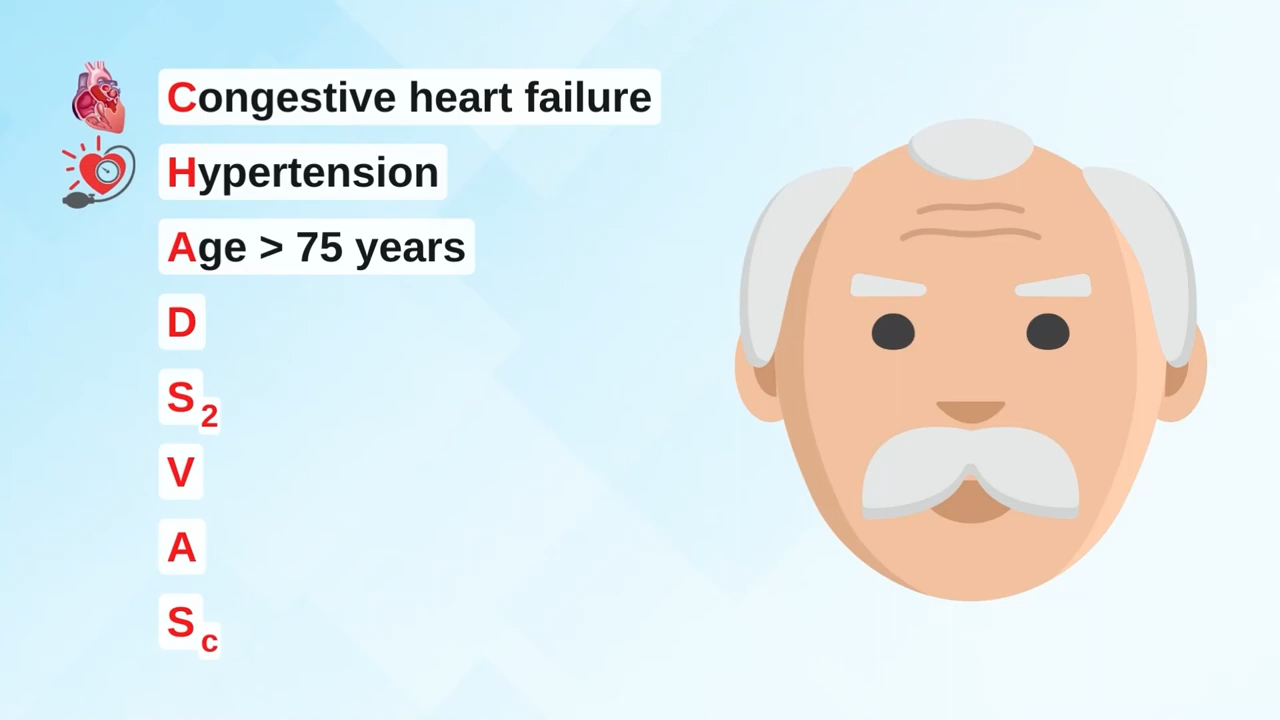 Congestive heart failure
Hypertension
Age > 75 years
D
S2
V
A
Sc